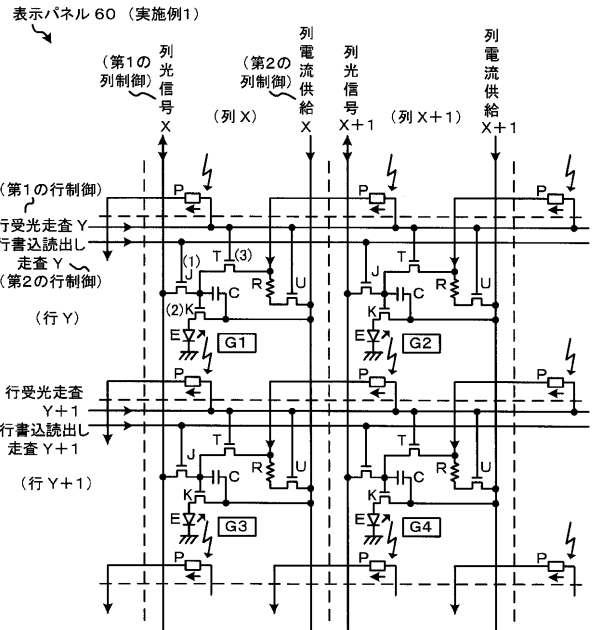 表示パネル 60 (実施例1)
(第1の列制御)
列光信号 X
(列 X)
(第2の列制御)
列電流供給 X
列光信号 X+1
(列 X+1)
列電流供給 X+1
(第1の行制御)
行受光走査 Y
行書込読出し走査 Y
(第2の行制御)
(行 Y)
P P P
(1) J T (3) R U
(2) K C
E G1
J T R U
K C
E G2
P P P
行受光走査 Y+1
行書込読出し走査 Y+1
(行 Y+1)
J T R U
K C
E G3
J T R U
K C
E G4
P P P